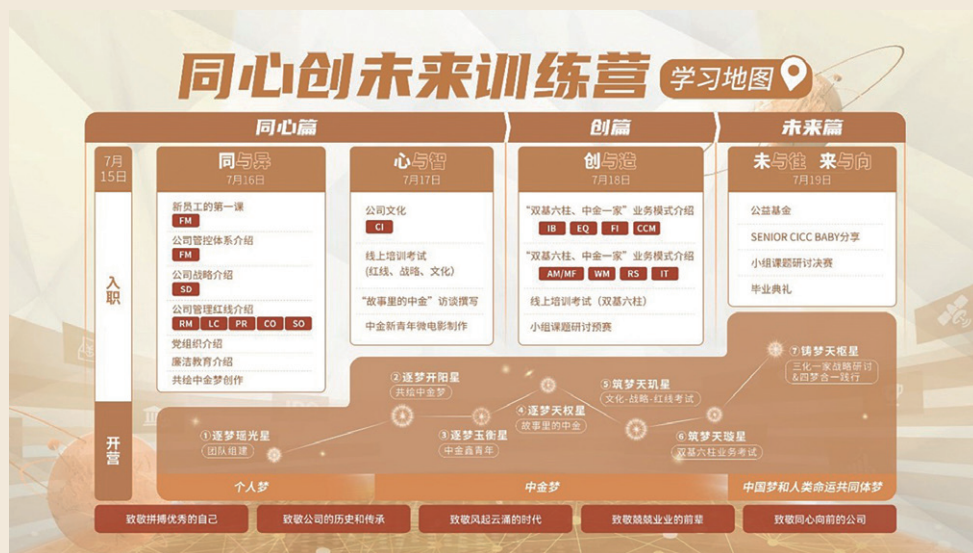 同心创未来训练营 学习地图
同心篇
创篇
未来篇
7月
15日
入职
开营
同与异
7月16日
新员工的第一课
FM
公司管控体系介绍
FM
公司战略介绍
SD
公司管理红线介绍
RM LC PR CO SO
党组织介绍
廉洁教育介绍
共绘中金梦创作
心与智
7月17日
公司文化
CI
线上培训考试
(红线、战略、文化)
“故事里的中金”访谈撰写
中金新青年微电影制作
创与造
7月18日
“双基六柱、中金一家”业务模式介绍
IB EQ FI CCM
“双基六柱、中金一家”业务模式介绍
AM/MF WM RS IT
线上培训考试（双基六柱）
小组课题研讨预赛
未与往 来与向
7月19日
公益基金
SENIOR CICC BABY分享
小组课题研讨决赛
毕业典礼
①逐梦瑶光星
团队组建
②逐梦开阳星
共绘中金梦
③逐梦玉衡星
中金鑫青年
④逐梦天权星
故事里的中金
⑤筑梦天玑星
文化-战略-红线考试
⑥筑梦天璇星
双基六柱业务考试
⑦铸梦天枢星
三化一家战略研讨
&四梦合一践行
个人梦
中金梦
中国梦和人类命运共同体梦
致敬拼搏优秀的自己
致敬公司的历史和传承
致敬风起云涌的时代
致敬兢兢业业的前辈
致敬同心向前的公司